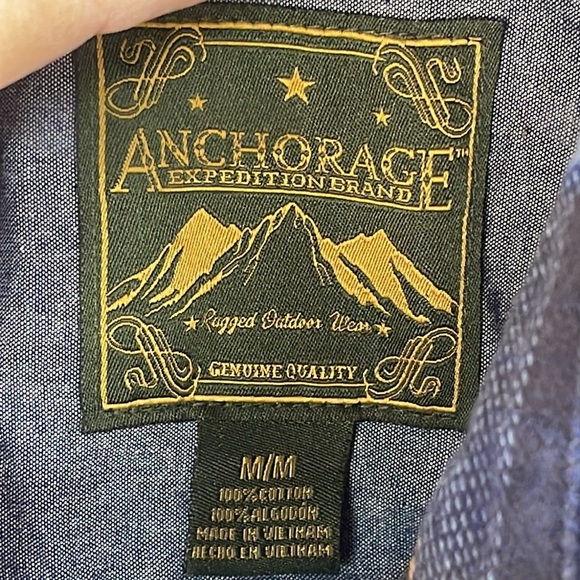 ANCHORAGE™
EXPEDITION BRAND
Rugged Outdoor Wear
GENUINE QUALITY
M/M
100% COTTON
100% ALGODON
MADE IN VIETNAM
HECHO EN VIETNAM